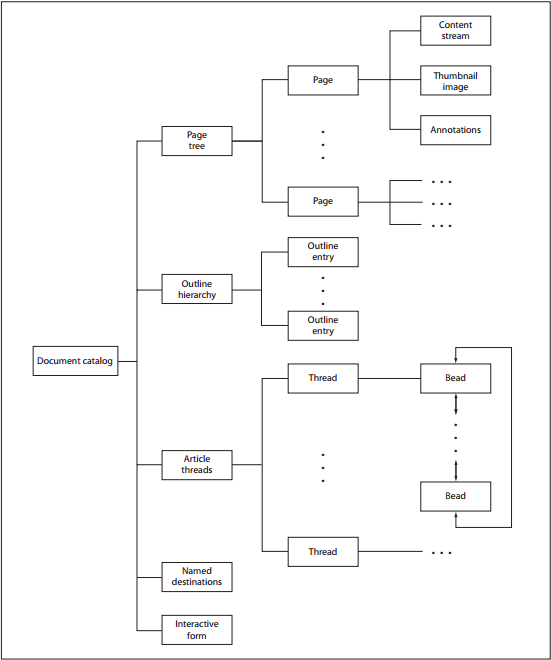 Content
stream
Page
Thumbnail
image
Annotations
Page
tree
Page
Outline
entry
Outline
hierarchy
Outline
entry
Document catalog
Thread
Bead
Article
threads
Bead
Thread
Named
destinations
Interactive
form